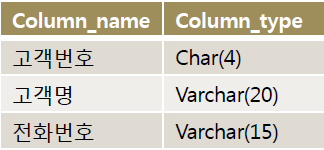 Column_name Column_type
고객번호 Char(4)
고객명 Varchar(20)
전화번호 Varchar(15)